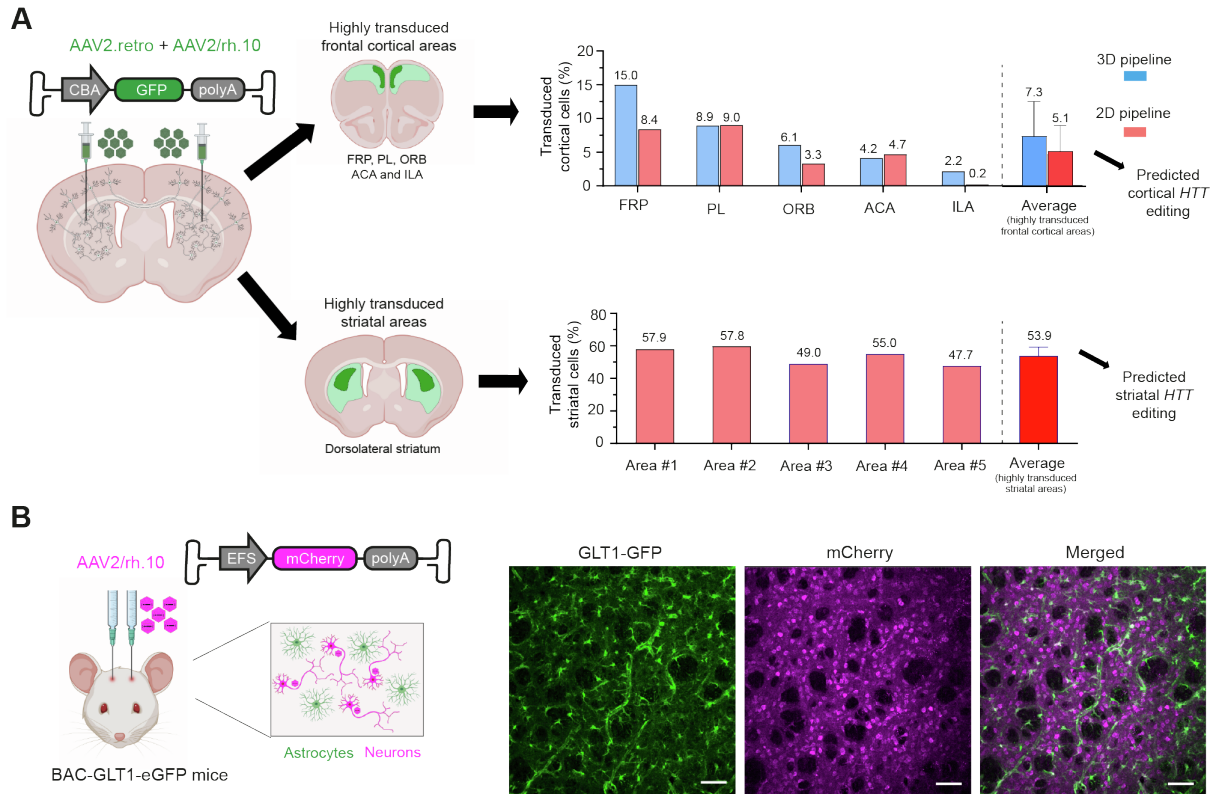 A
AAV2.retro + AAV2/rh.10
CBA
GFP
polyA
Highly transduced
frontal cortical areas
FRP, PL, ORB
ACA and ILA
Transduced
cortical cells (%)
20
15
10
5
0
15.0
8.4
8.9
9.0
6.1
3.3
4.2
4.7
2.2
0.2
7.3
5.1
FRP
PL
ORB
ACA
ILA
Average
(highly transduced
frontal cortical areas)
3D pipeline
2D pipeline
Predicted
cortical HTT
editing
Highly transduced
striatal areas
Dorsolateral striatum
Transduced
striatal cells (%)
80
60
40
20
0
57.9
57.8
49.0
55.0
47.7
53.9
Area #1
Area #2
Area #3
Area #4
Area #5
Average
(highly transduced
striatal areas)
Predicted
striatal HTT
editing
B
AAV2/rh.10
EFS
mCherry
polyA
Astrocytes
Neurons
BAC-GLT1-eGFP mice
GLT1-GFP
mCherry
Merged